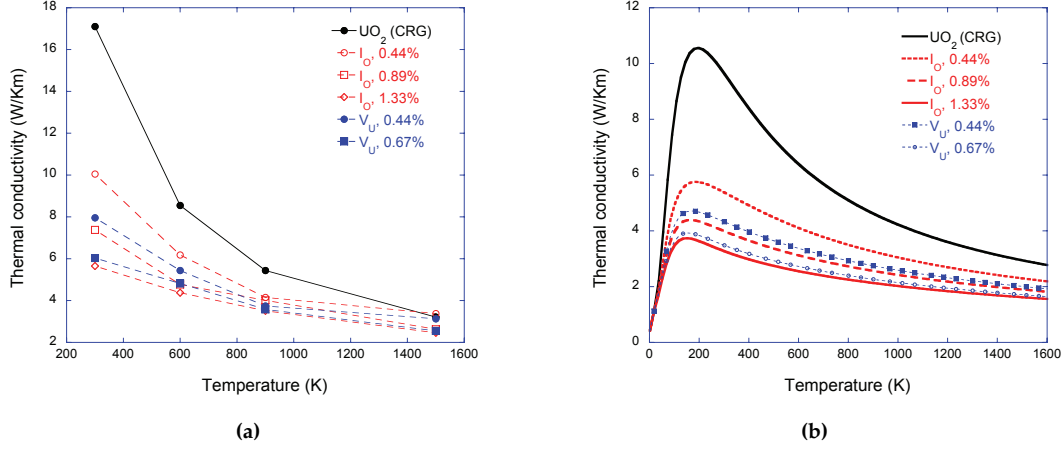 18
16
14
12
10
8
6
4
2
200 400 600 800 1000 1200 1400 1600
Thermal conductivity (W/Km)
Temperature (K)
UO2 (CRG)
IO, 0.44%
IO, 0.89%
IO, 1.33%
VU, 0.44%
VU, 0.67%
(a)
12
10
8
6
4
2
0
0 200 400 600 800 1000 1200 1400 1600
Thermal conductivity (W/Km)
Temperature (K)
UO2 (CRG)
IO, 0.44%
IO, 0.89%
IO, 1.33%
VU, 0.44%
VU, 0.67%
(b)